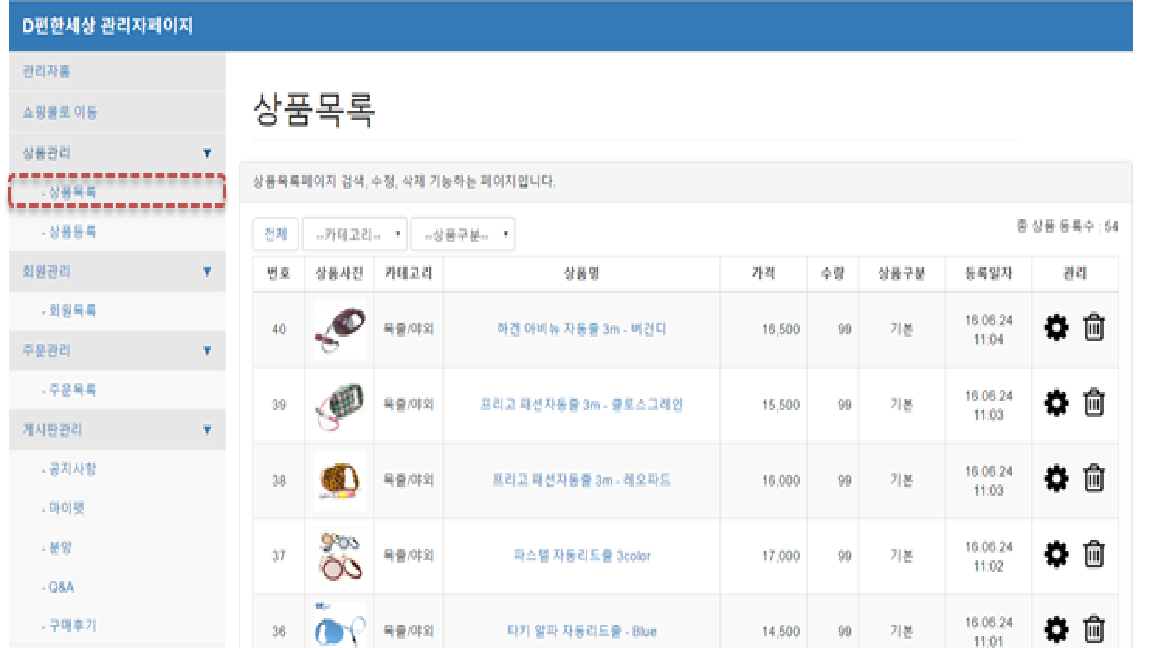 D편한세상 관리자페이지
관리자홈
쇼핑몰로 이동
상품관리 ▼
- 상품목록
- 상품등록
회원관리 ▼
- 회원목록
주문관리 ▼
- 주문목록
게시판관리 ▼
- 공지사항
- 마이펫
- 분양
- Q&A
- 구매후기
상품목록
상품목록페이지 검색, 수정, 삭제 기능하는 페이지입니다.
전체 --카테고리-- --상품구분-- 총 상품 등록수 : 54
번호 상품사진 카테고리 상품명 가격 수량 상품구분 등록일자 관리
40 목줄/야외 하겐 아비뉴 자동줄 3m - 버건디 16,500 99 기본 16.06.24
11:04
39 목줄/야외 프리고 패션자동줄 3m - 클로스그레인 15,500 99 기본 16.06.24
11:03
38 목줄/야외 프리고 패션자동줄 3m - 레오파드 16,000 99 기본 16.06.24
11:03
37 목줄/야외 파스텔 자동리드줄 3color 17,000 99 기본 16.06.24
11:02
36 목줄/야외 타키 알파 자동리드줄 - Blue 14,500 99 기본 16.06.24
11:01